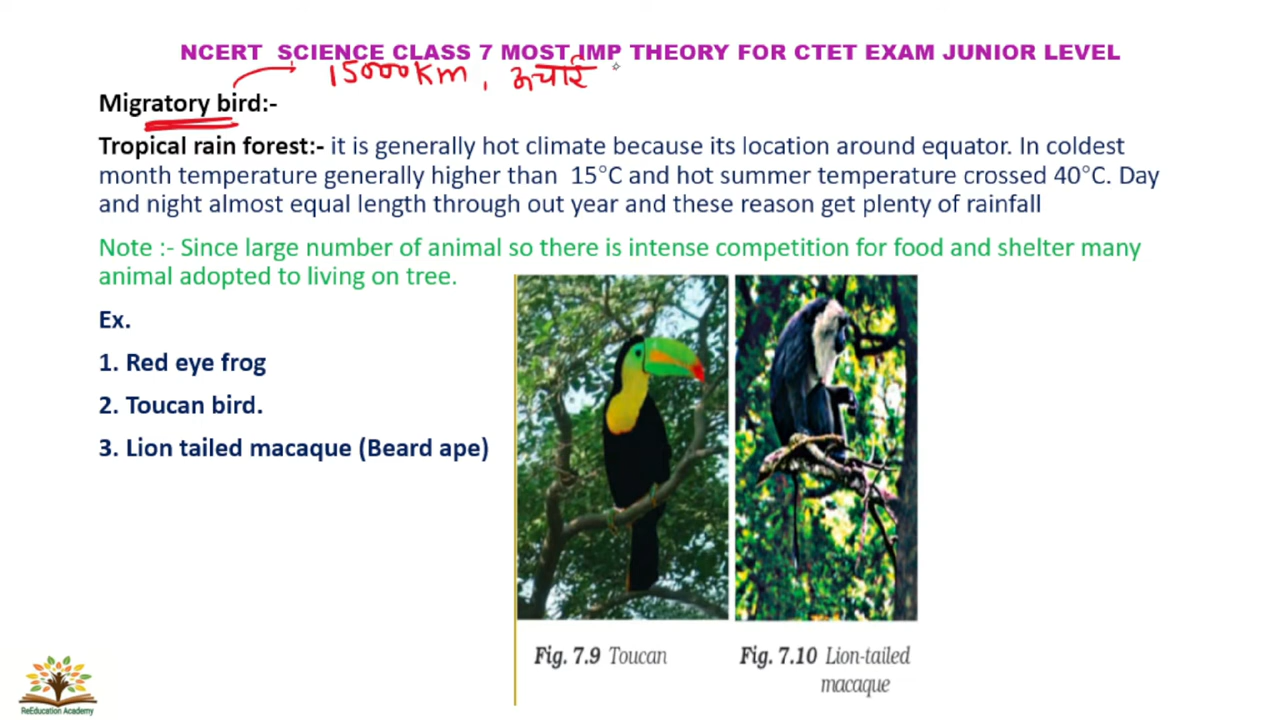 NCERT SCIENCE CLASS 7 MOST IMP THEORY FOR CTET EXAM JUNIOR LEVEL
15000km,
Migratory bird:-
Tropical rain forest:- it is generally hot climate because its location around equator. In coldest
month temperature generally higher than 15°C and hot summer temperature crossed 40°C. Day
and night almost equal length through out year and these reason get plenty of rainfall
Note :- Since large number of animal so there is intense competition for food and shelter many
animal adopted to living on tree.
Ex.
1. Red eye frog
2. Toucan bird.
3. Lion tailed macaque (Beard ape)
Fig. 7.9 Toucan
Fig. 7.10 Lion-tailed
macaque
ReEducation Academy